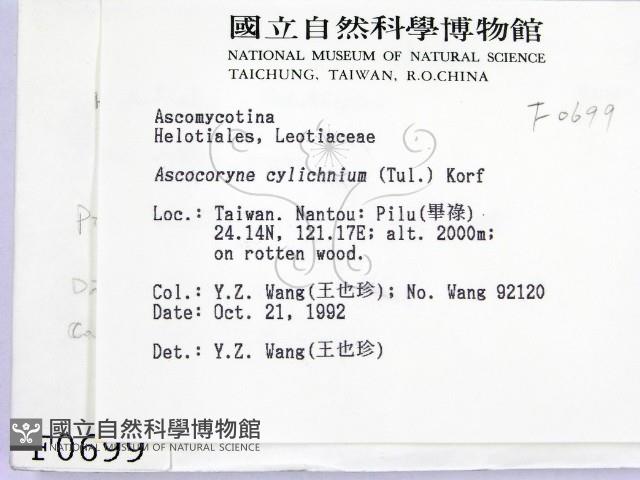 國立自然科學博物館
NATIONAL MUSEUM OF NATURAL SCIENCE
TAICHUNG, TAIWAN, R.O.CHINA
F0699
Ascomycotina
Helotiales, Leotiaceae
Ascocoryne cylichnium (Tul.) Korf
Loc.: Taiwan. Nantou: Pilu(畢祿)
24.14N, 121.17E; alt. 2000m;
on rotten wood.
Col.: Y.Z. Wang(王也珍); No. Wang 92120
Date: Oct. 21, 1992
Det.: Y.Z. Wang(王也珍)
國立自然科學博物館
NATIONAL MUSEUM OF NATURAL SCIENCE
F0699